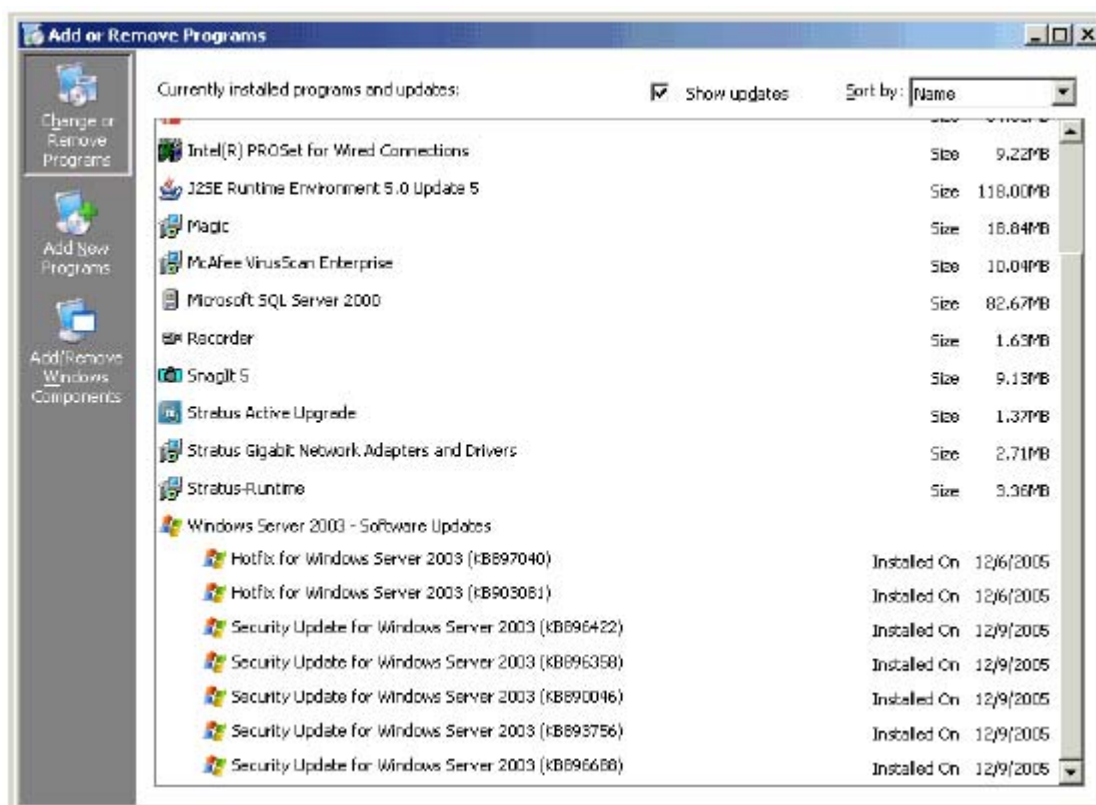 Add or Remove Programs
Change or
Remove
Programs
Add New
Programs
Add/Remove
Windows
Components
Currently installed programs and updates:
Show updates
Sort by: Name
Size
Intel(R) PROSet for Wired Connections Size 9.22MB
J2SE Runtime Environment 5.0 Update 5 Size 118.00MB
Magic Size 18.84MB
McAfee VirusScan Enterprise Size 10.04MB
Microsoft SQL Server 2000 Size 82.67MB
Recorder Size 1.63MB
SnagIt 5 Size 9.13MB
Stratus Active Upgrade Size 1.37MB
Stratus Gigabit Network Adapters and Drivers Size 2.71MB
Stratus-Runtime Size 3.36MB
Windows Server 2003 - Software Updates
Hotfix for Windows Server 2003 (KB897040) Installed On 12/6/2005
Hotfix for Windows Server 2003 (KB903081) Installed On 12/6/2005
Security Update for Windows Server 2003 (KB896422) Installed On 12/9/2005
Security Update for Windows Server 2003 (KB896358) Installed On 12/9/2005
Security Update for Windows Server 2003 (KB890046) Installed On 12/9/2005
Security Update for Windows Server 2003 (KB893756) Installed On 12/9/2005
Security Update for Windows Server 2003 (KB896688) Installed On 12/9/2005